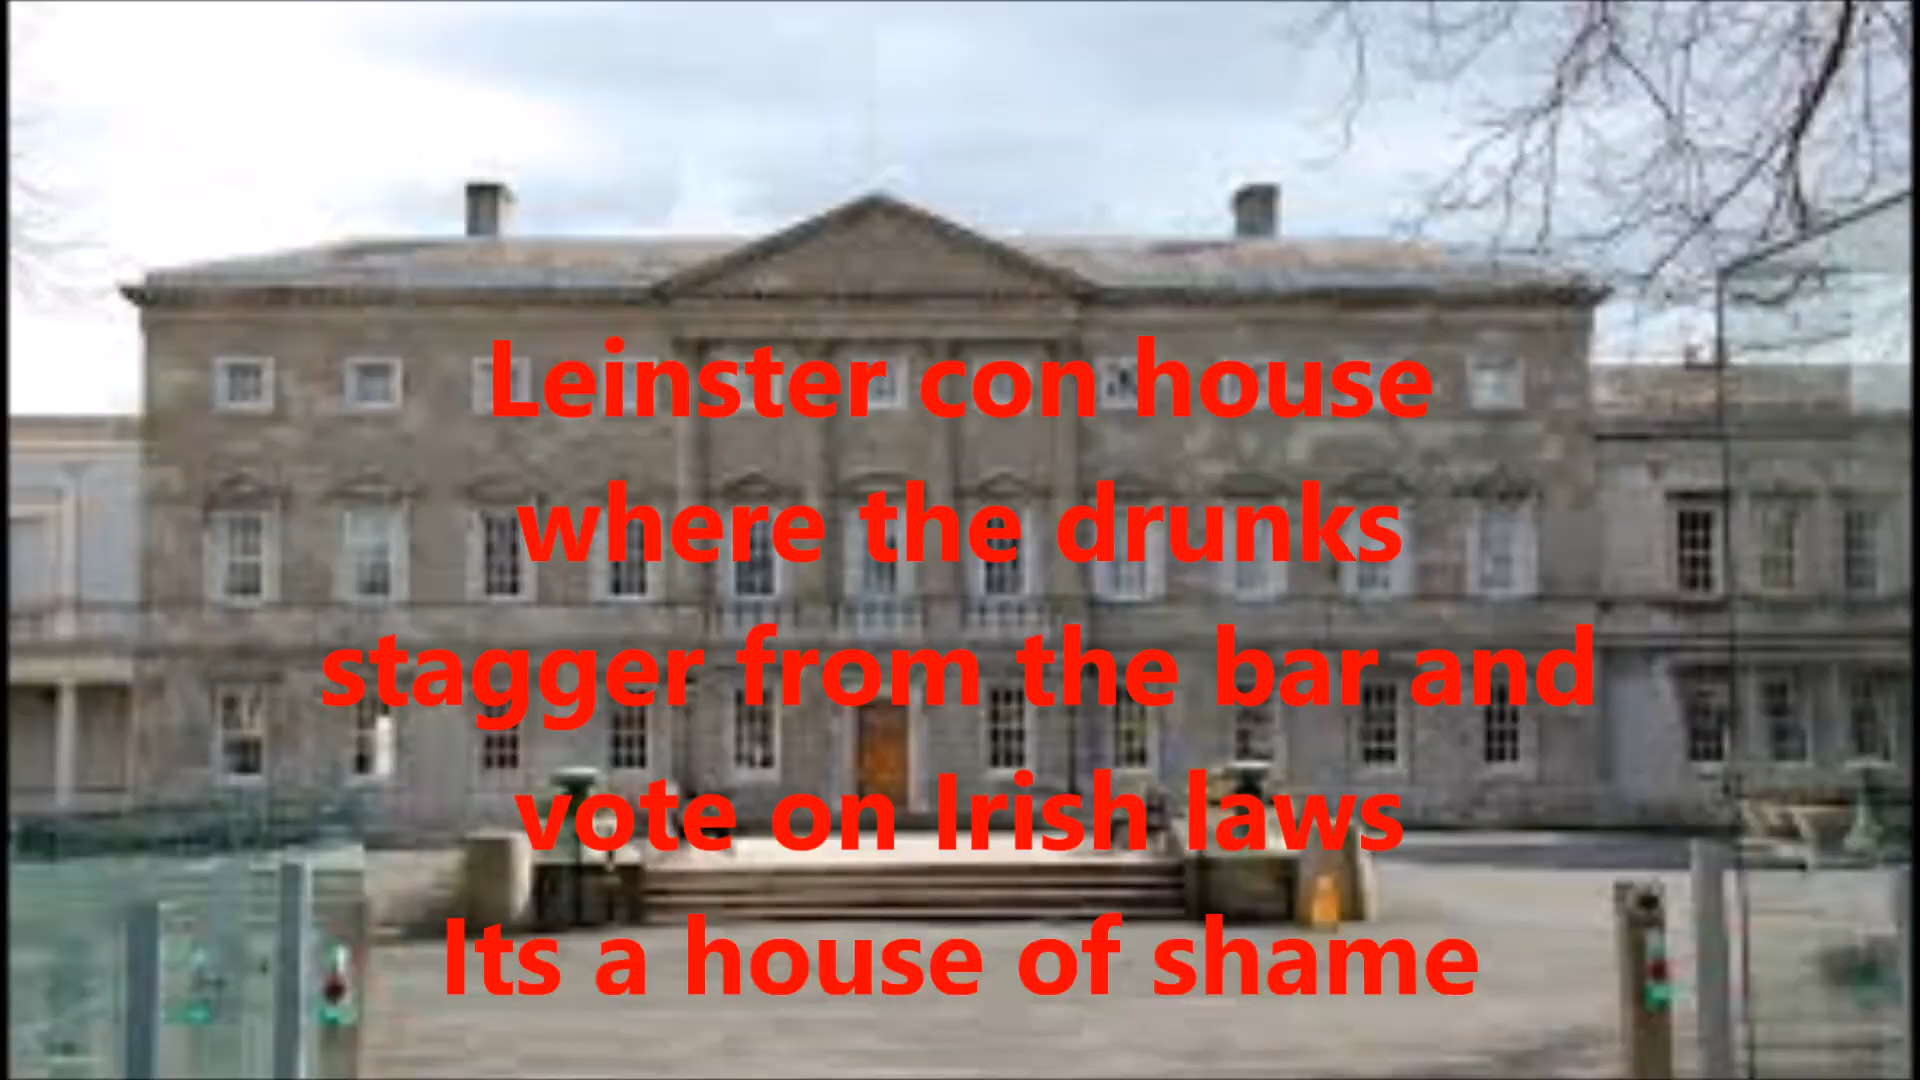 Leinster con house
where the drunks
stagger from the bar and
vote on Irish laws
Its a house of shame